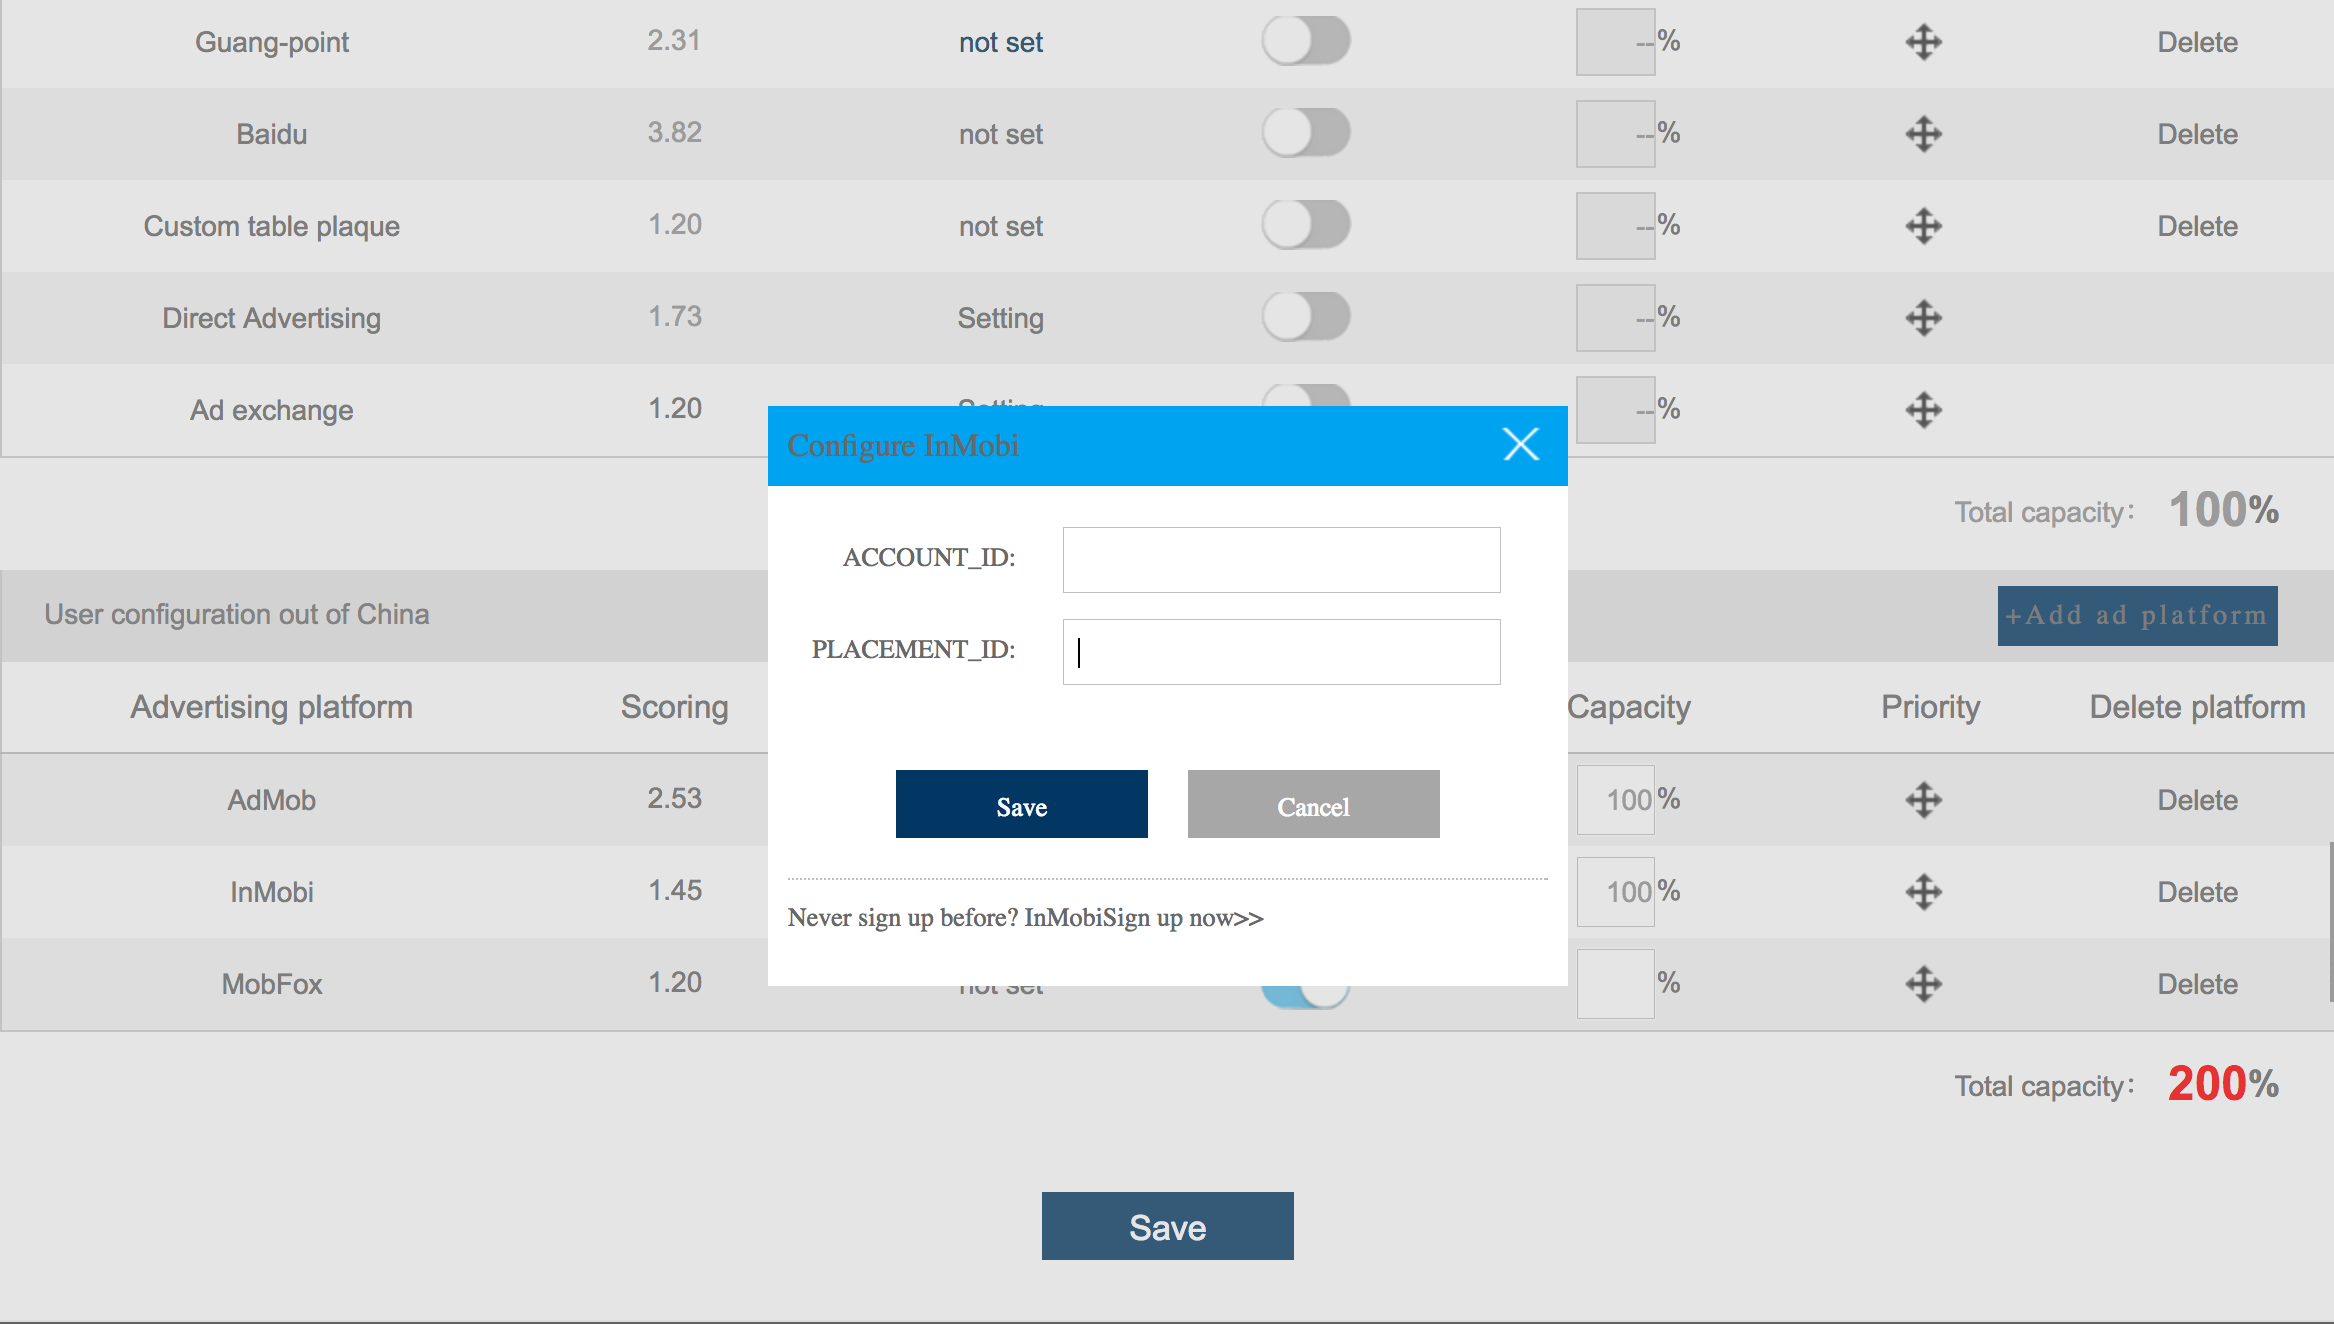 Guang-point 2.31 not set --% Delete
Baidu 3.82 not set --% Delete
Custom table plaque 1.20 not set --% Delete
Direct Advertising 1.73 Setting --%
Ad exchange 1.20 Setting --%
Total capacity: 100%
User configuration out of China +Add ad platform
Advertising platform Scoring Capacity Priority Delete platform
AdMob 2.53 100% Delete
InMobi 1.45 100% Delete
MobFox 1.20 not set % Delete
Total capacity: 200%
Save
Configure InMobi
ACCOUNT_ID:
PLACEMENT_ID:
Save Cancel
Never sign up before? InMobiSign up now>>